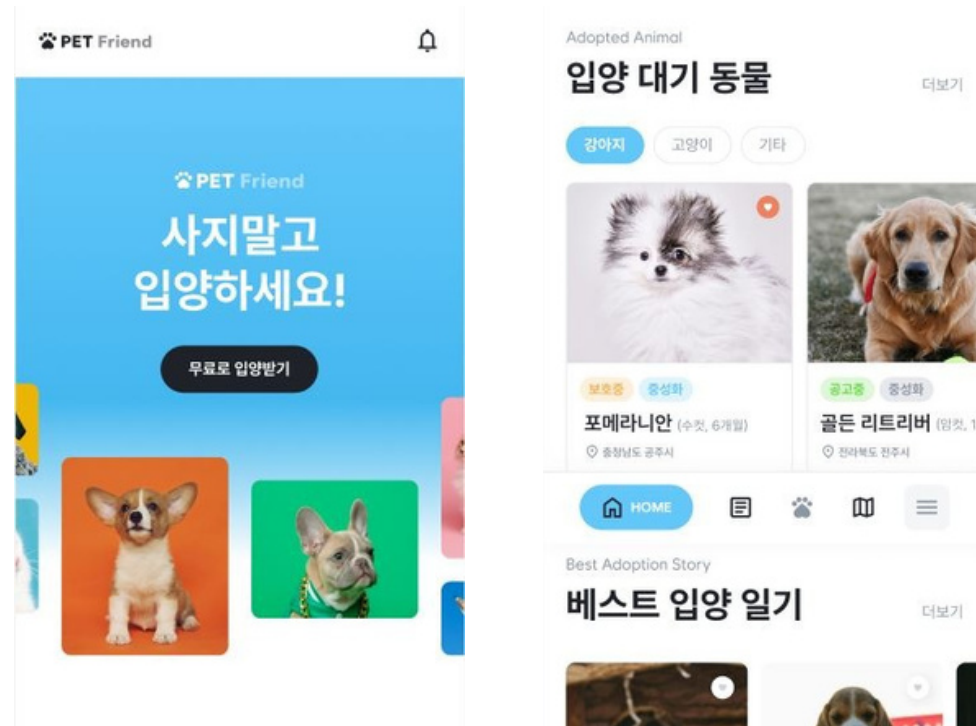 PET Friend
PET Friend
사지말고
입양하세요!
무료로 입양받기
Adopted Animal
입양 대기 동물
더보기
강아지
고양이
기타
보호중 중성화
포메라니안 (수컷, 6개월)
충청남도 공주시
공고중 중성화
골든 리트리버 (암컷, 1
전라북도 전주시
HOME
Best Adoption Story
베스트 입양 일기
더보기